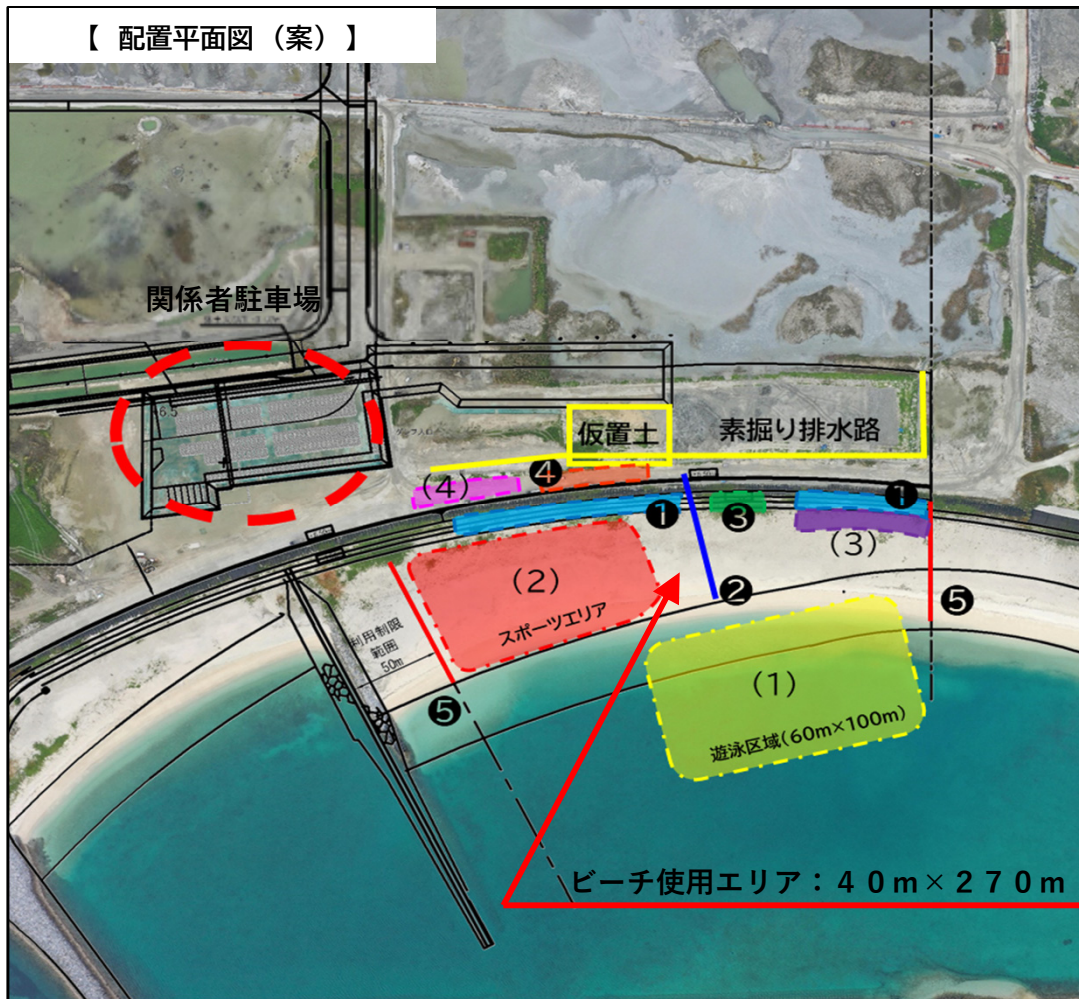 【 配置平面図 （案）】
関係者駐車場
6.5
仮置土
素掘り排水路
(4)
❹
❶
❸
❶
(3)
(2)
スポーツエリア
❷
❺
利用制限
範囲
50m
❺
(1)
遊泳区域(60m×100m)
ビーチ使用エリア：４０ｍ×２７０ｍ